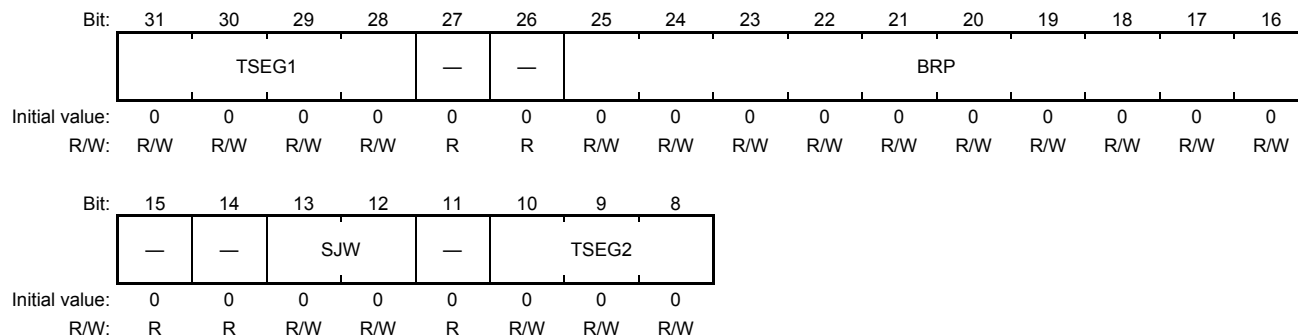 Bit: 31 30 29 28 27 26 25 24 23 22 21 20 19 18 17 16
TSEG1 — — BRP
Initial value: 0 0 0 0 0 0 0 0 0 0 0 0 0 0 0 0
R/W: R/W R/W R/W R/W R R R/W R/W R/W R/W R/W R/W R/W R/W R/W R/W
Bit: 15 14 13 12 11 10 9 8
— — SJW — TSEG2
Initial value: 0 0 0 0 0 0 0 0
R/W: R R R/W R/W R R/W R/W R/W